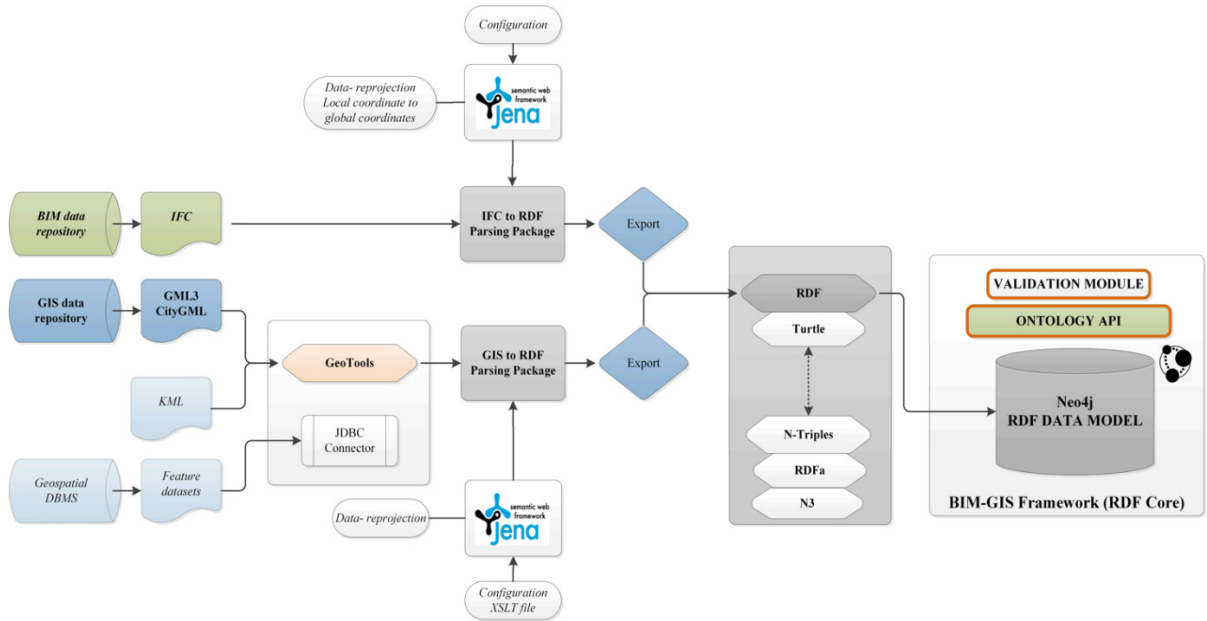 Configuration
Data- reprojection
Local coordinate to
global coordinates
semantic web
framework
Jena
BIM data
repository
IFC
IFC to RDF
Parsing Package
Export
GIS data
repository
GML3
CityGML
KML
Geospatial
DBMS
Feature
datasets
GeoTools
JDBC
Connector
GIS to RDF
Parsing Package
Export
Data- reprojection
semantic web
framework
Jena
Configuration
XSLT file
RDF
Turtle
N-Triples
RDFa
N3
VALIDATION MODULE
ONTOLOGY API
Neo4j
RDF DATA MODEL
BIM-GIS Framework (RDF Core)